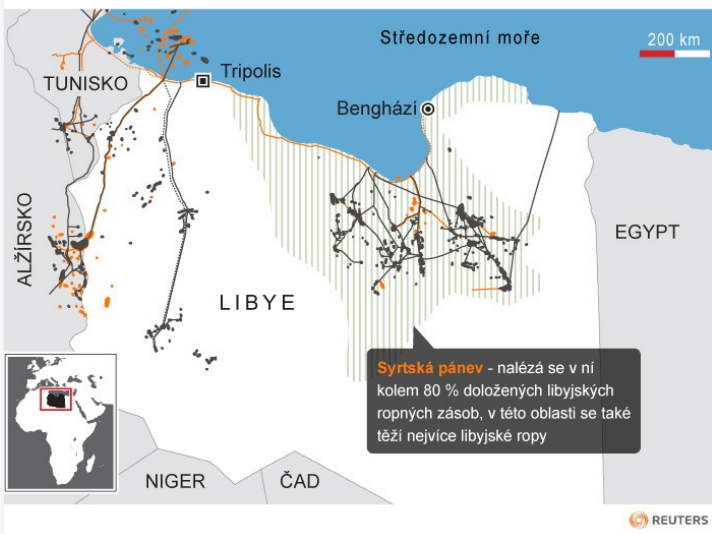 Středozemní moře
200 km
TUNISKO
Tripolis
Benghází
ALŽÍRSKO
EGYPT
LIBYE
Syrtská pánev - nalézá se v ní
kolem 80 % doložených libyjských
ropných zásob, v této oblasti se také
těží nejvíce libyjské ropy
NIGER
ČAD
REUTERS